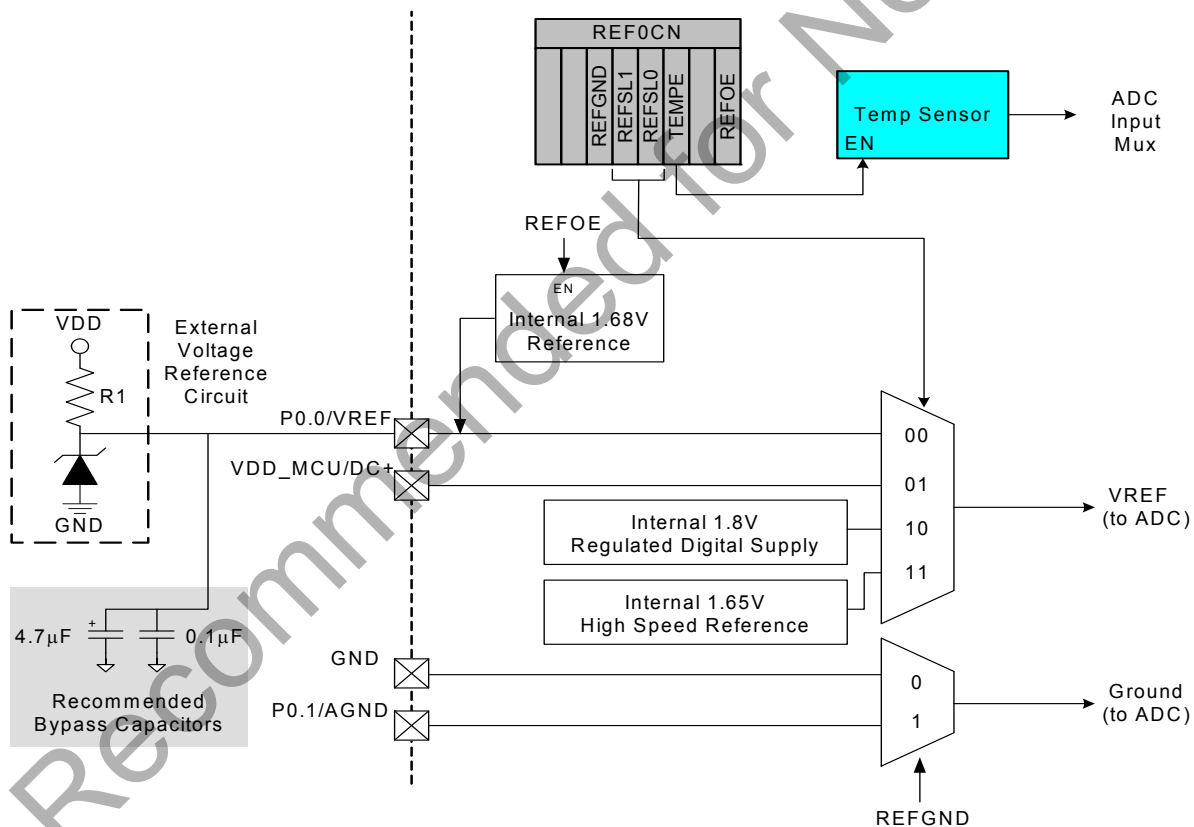 REF0CN
REFGND
REFSL1
REFSL0
TEMPE
REFOE
Temp Sensor
EN
ADC
Input
Mux
REFOE
EN
Internal 1.68V
Reference
VDD
R1
GND
External
Voltage
Reference
Circuit
P0.0/VREF
VDD_MCU/DC+
00
01
10
11
VREF
(to ADC)
Internal 1.8V
Regulated Digital Supply
Internal 1.65V
High Speed Reference
4.7μF
+
0.1μF
Recommended
Bypass Capacitors
GND
P0.1/AGND
0
1
Ground
(to ADC)
REFGND
Recommended for